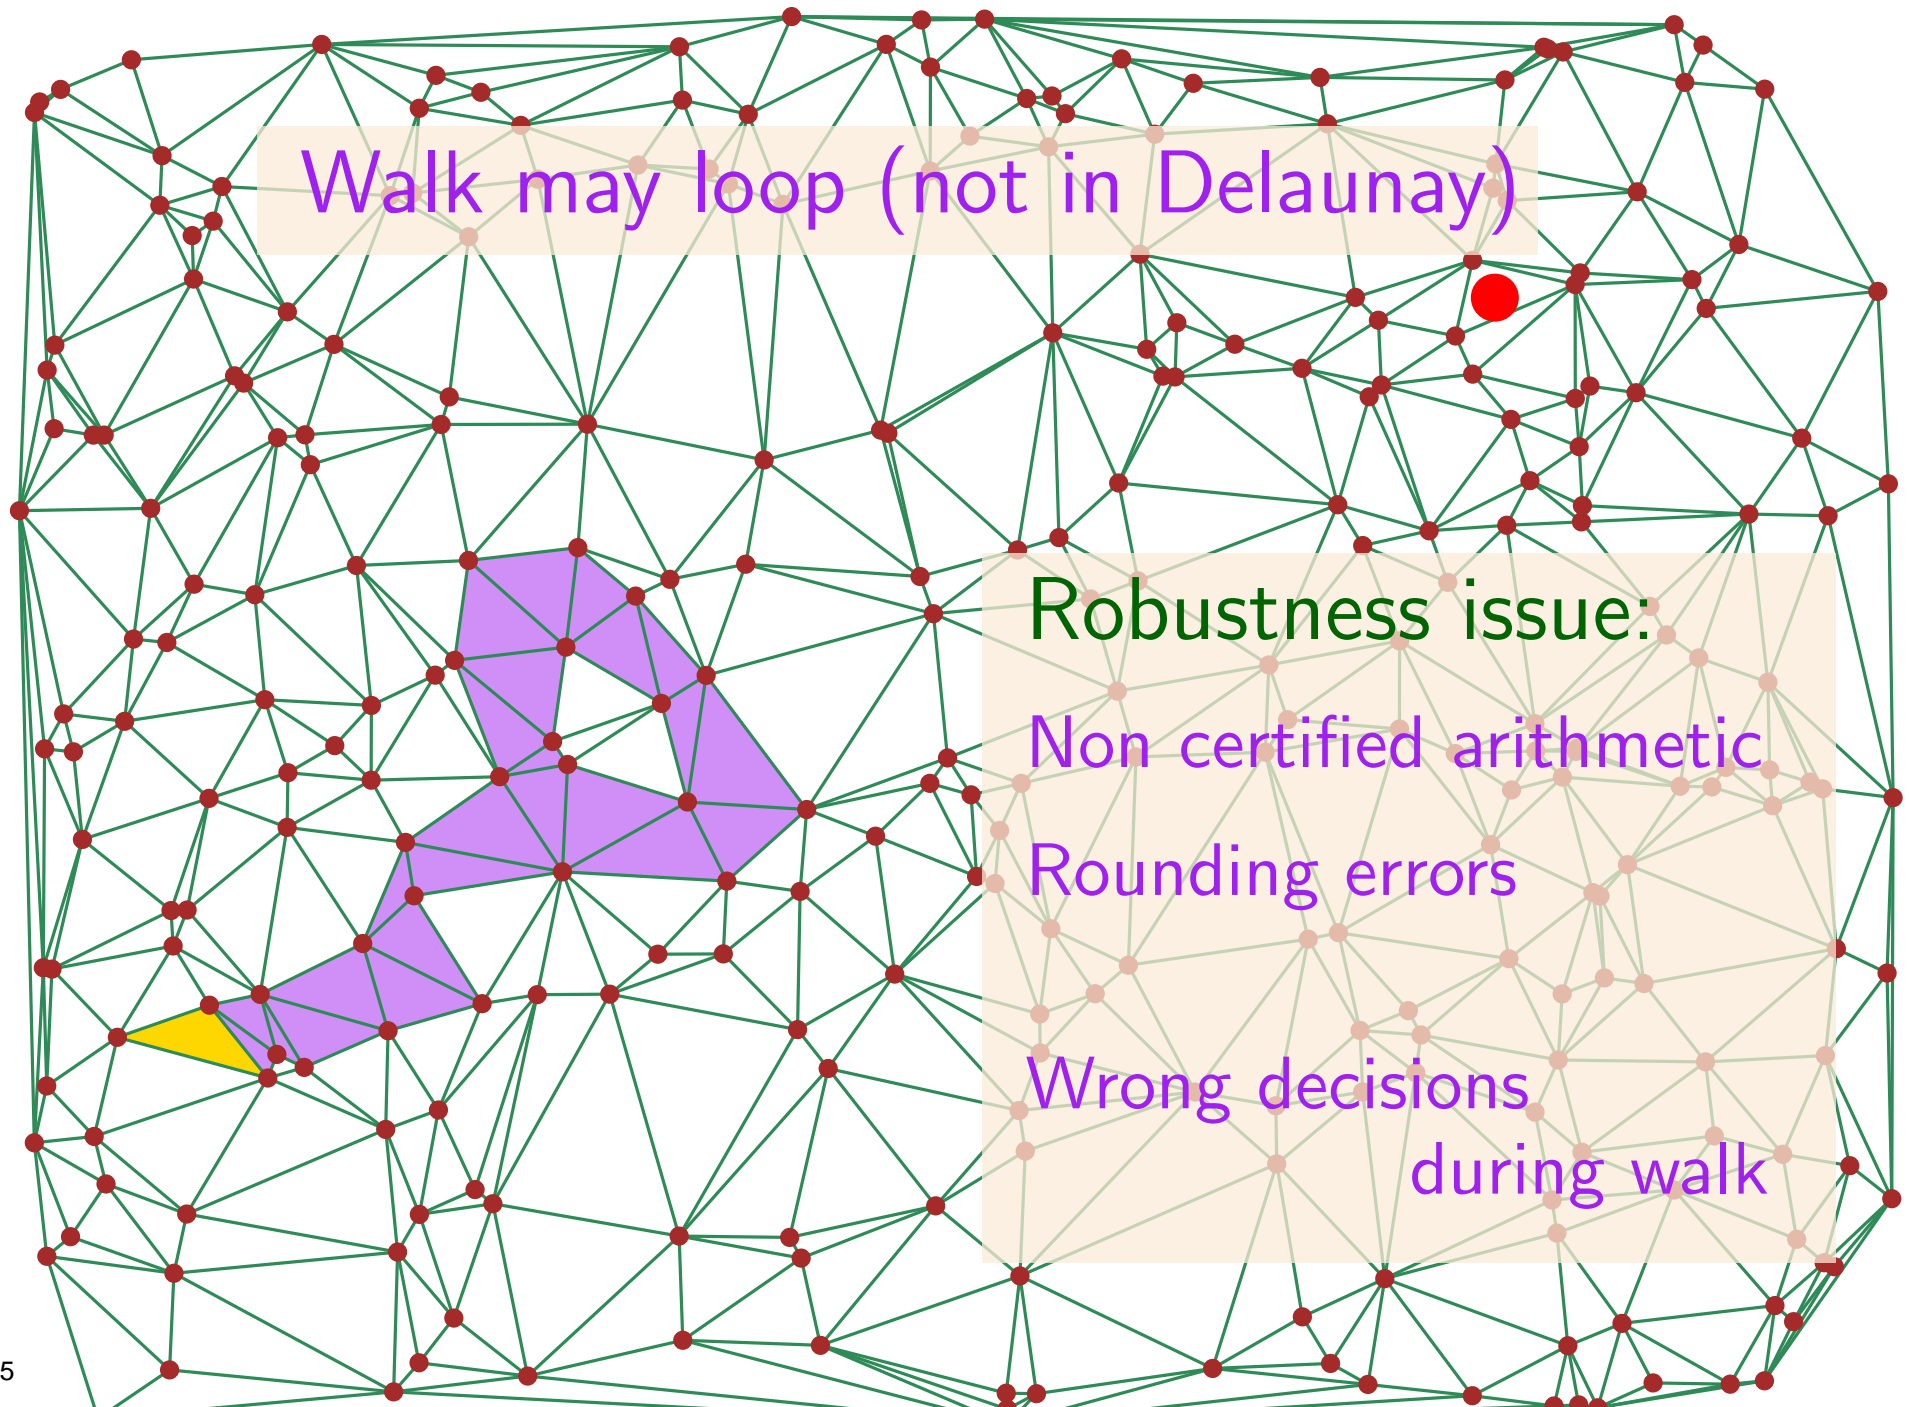 Walk may loop (not in Delaunay)
Robustness issue:
Non certified arithmetic
Rounding errors
Wrong decisions
during walk
5